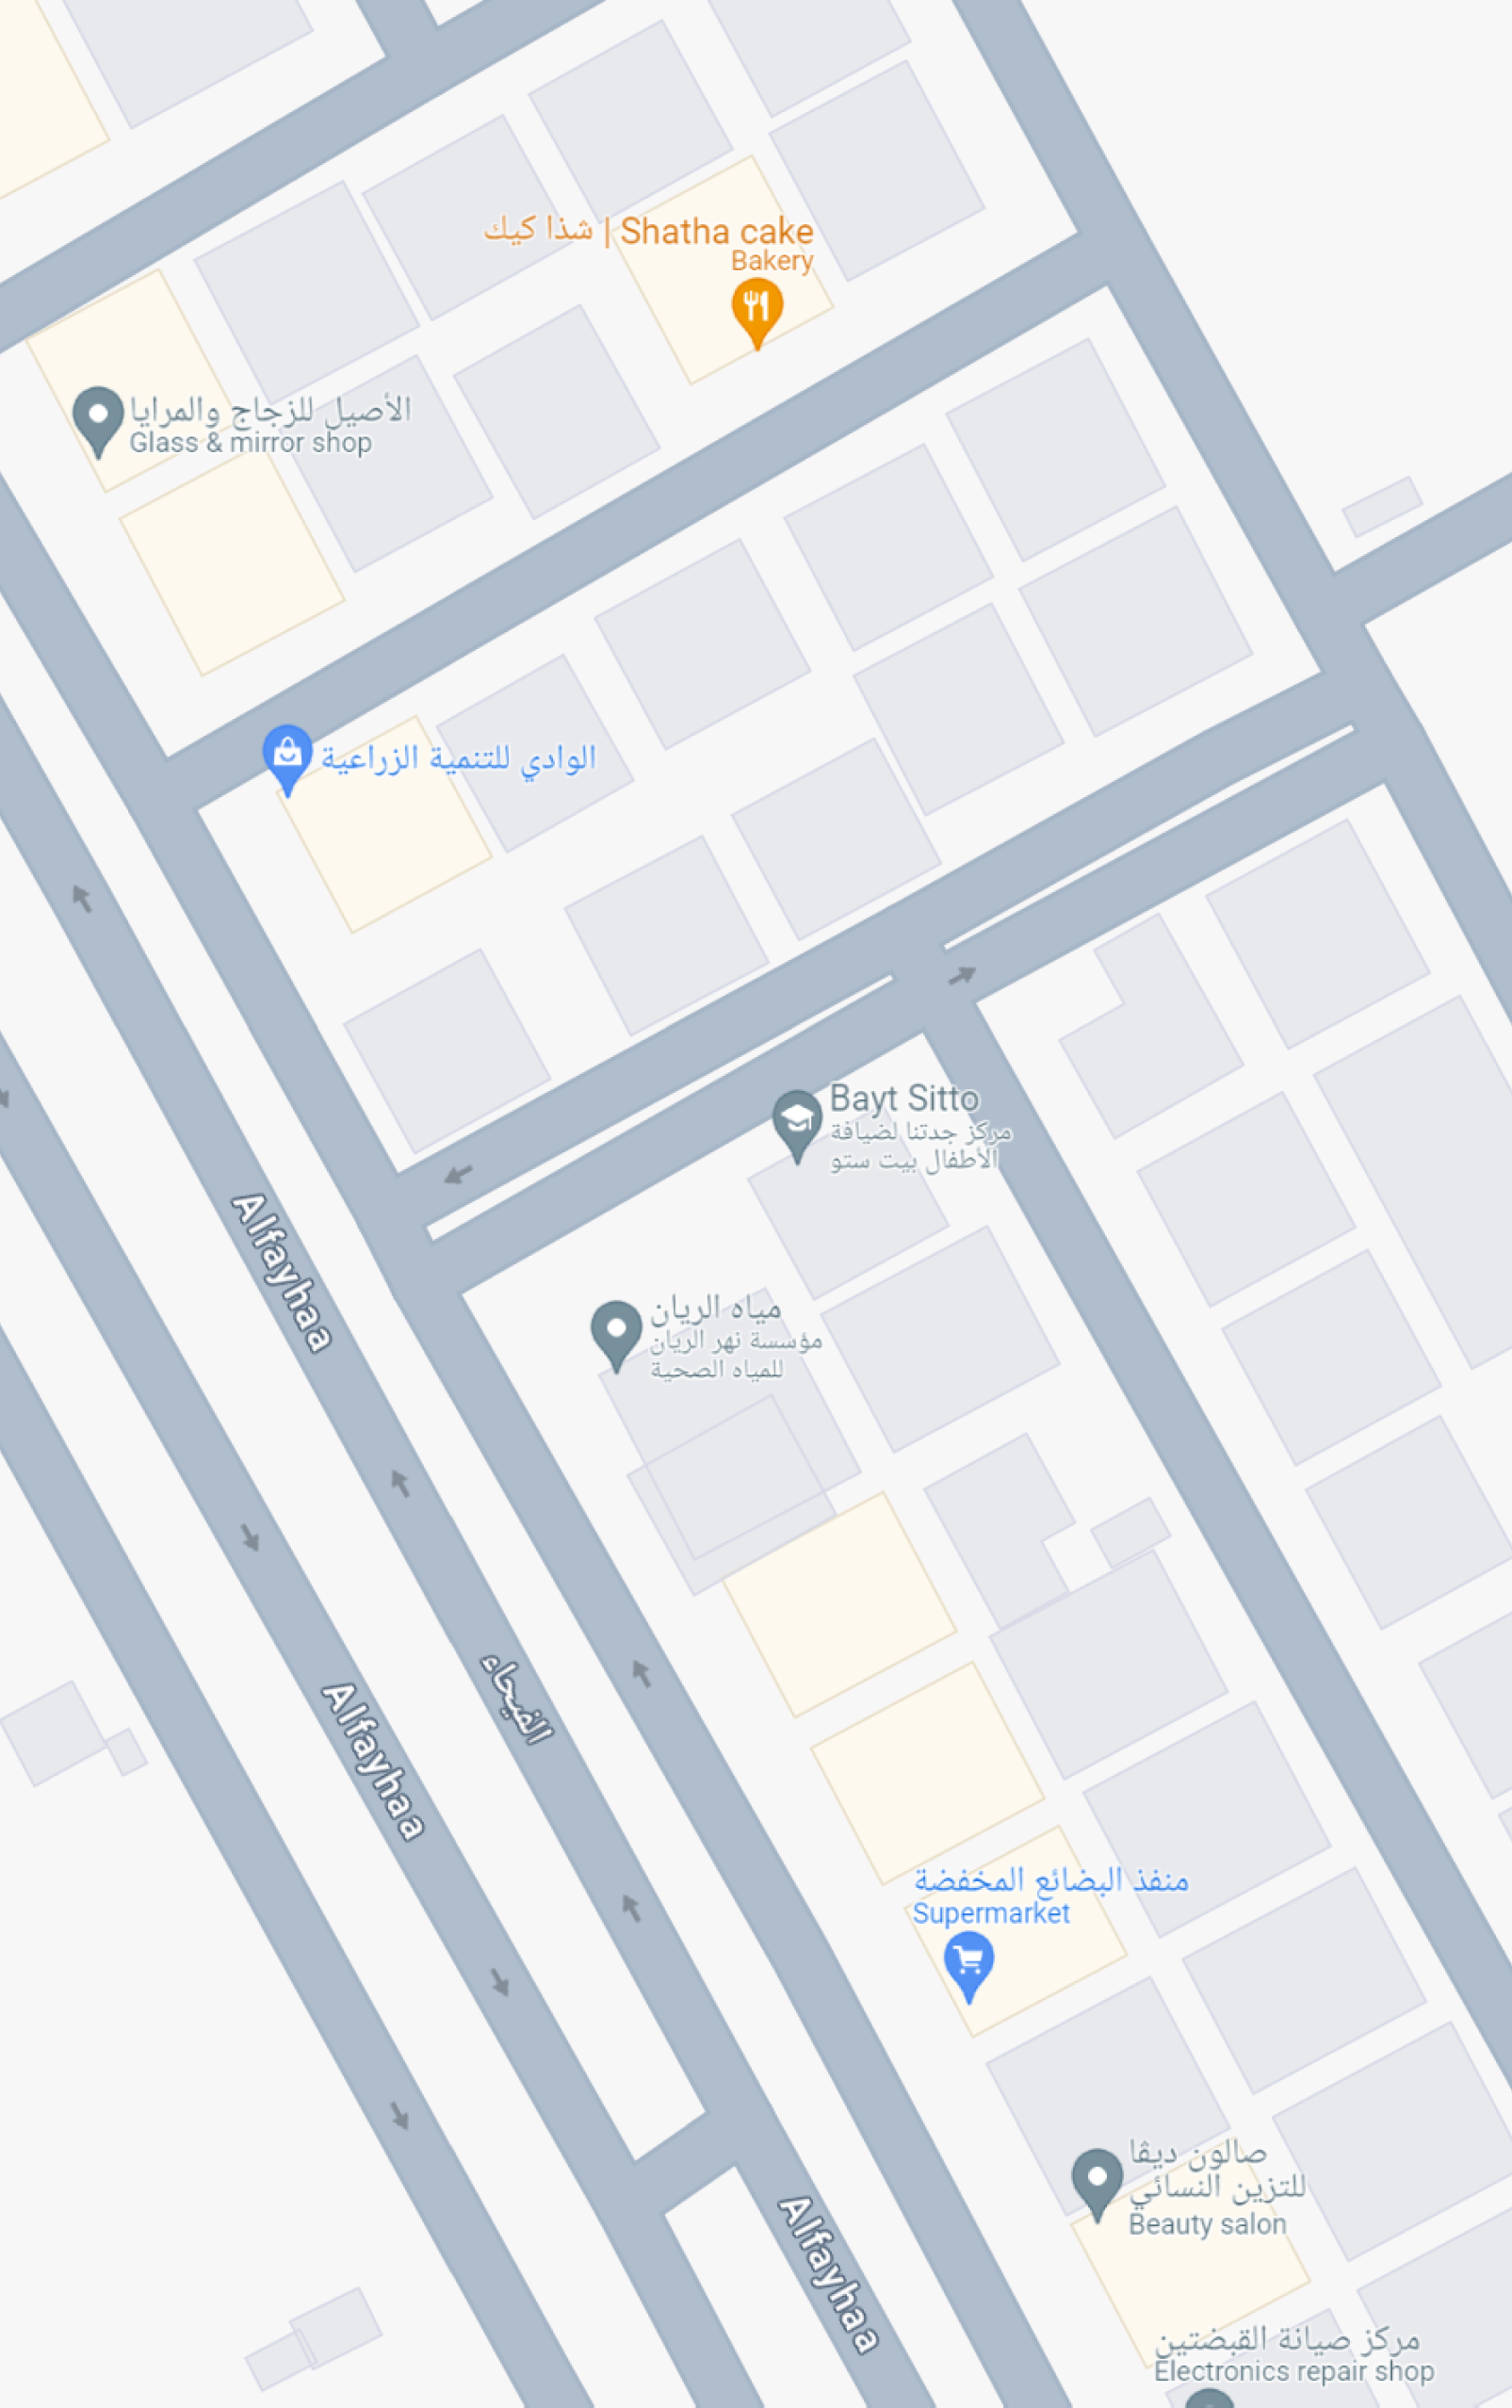 شذا كيك | Shatha cake
Bakery
الأصيل للزجاج والمرايا
Glass & mirror shop
الوادي للتنمية الزراعية
Bayt Sitto
مركز جدتنا لضيافة
الأطفال بيت ستو
Alfayhaa
مياه الريان
مؤسسة نهر الريان
للمياه الصحية
الفيحاء
Alfayhaa
منفذ البضائع المخفضة
Supermarket
صالون ديڤا
للتزين النسائي
Beauty salon
Alfayhaa
مركز صيانة القبضتين
Electronics repair shop